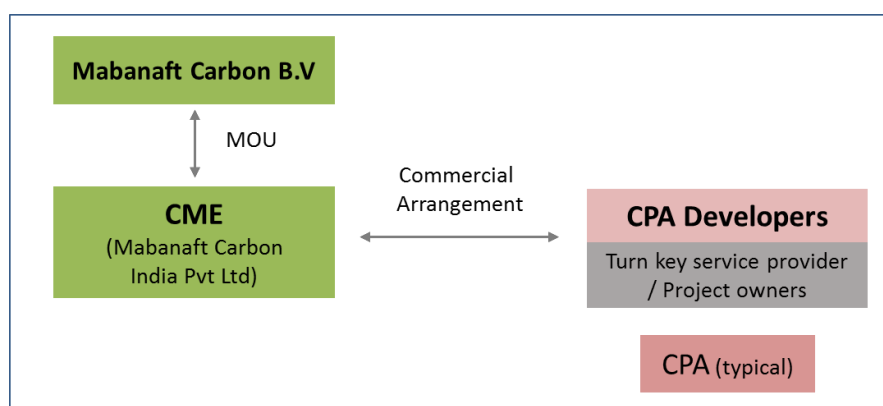 Mabanaft Carbon B.V
MOU
CME
(Mabanaft Carbon
India Pvt Ltd)
Commercial
Arrangement
CPA Developers
Turn key service provider
/ Project owners
CPA (typical)